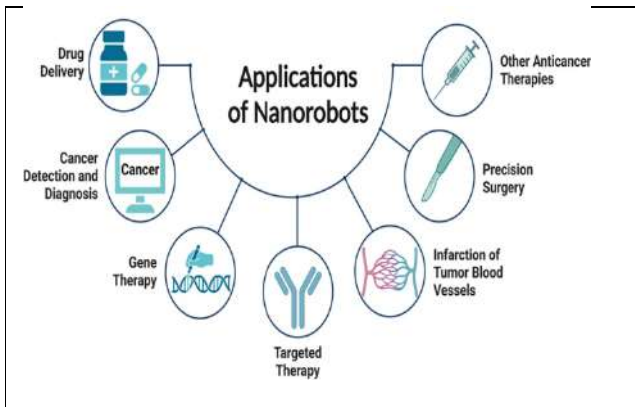 Applications
of Nanorobots
Drug
Delivery
Cancer
Detection and
Diagnosis
Cancer
Gene
Therapy
Targeted
Therapy
Infarction of
Tumor Blood
Vessels
Precision
Surgery
Other Anticancer
Therapies